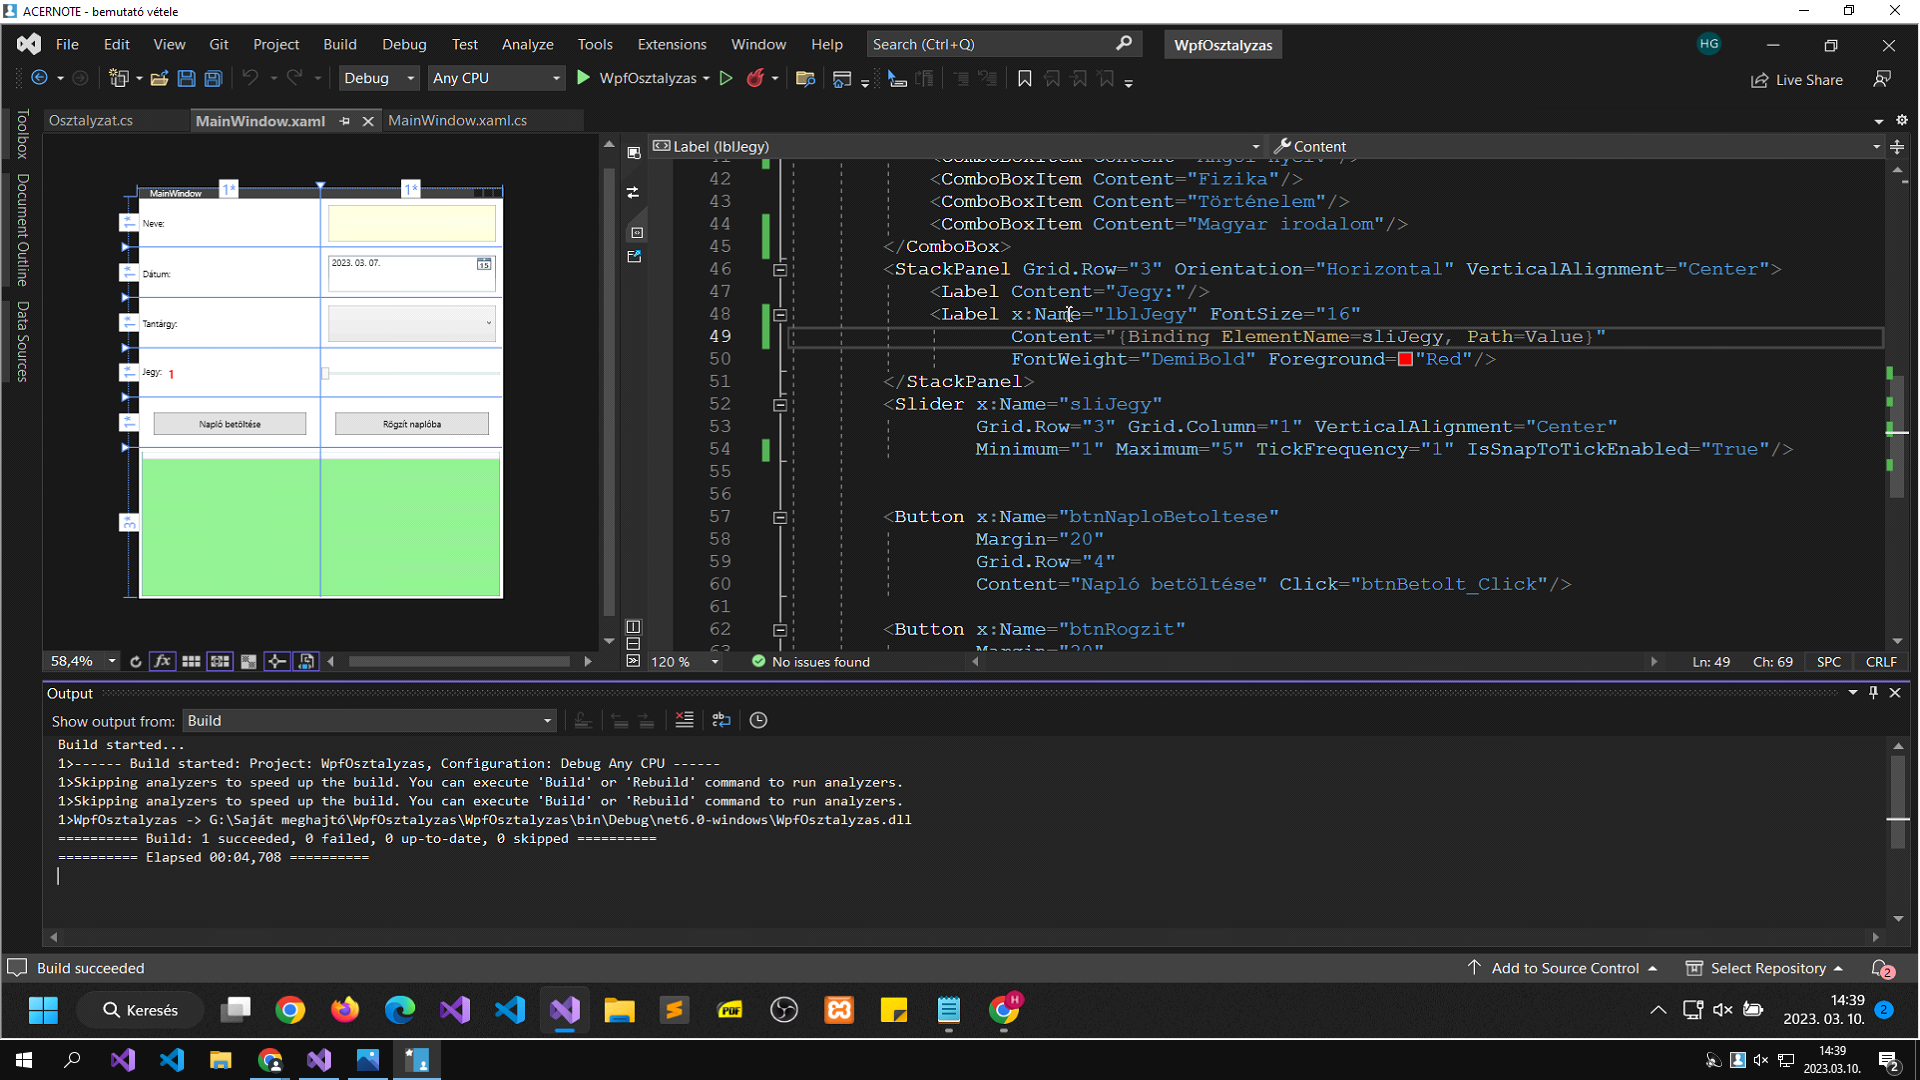 ACERNOTE - bemutató vétele
File Edit View Git Project Build Debug Test Analyze Tools Extensions Window Help Search (Ctrl+Q) WpfOsztalyzas HG
Debug Any CPU WpfOsztalyzas Live Share
Toolbox
Document Outline
Data Sources
Osztalyzat.cs MainWindow.xaml MainWindow.xaml.cs
MainWindow
1* 1*
1* Neve:
1* Dátum: 2023. 03. 07. 15
1* Tantárgy:
1* Jegy: 1
1* Napló betöltése Rögzít naplóba
3*
58,4%
Label (lblJegy) Content
42 <ComboBoxItem Content="Fizika"/>
43 <ComboBoxItem Content="Történelem"/>
44 <ComboBoxItem Content="Magyar irodalom"/>
45 </ComboBox>
46 <StackPanel Grid.Row="3" Orientation="Horizontal" VerticalAlignment="Center">
47 <Label Content="Jegy:"/>
48 <Label x:Name="lblJegy" FontSize="16"
49 Content="{Binding ElementName=sliJegy, Path=Value}"
50 FontWeight="DemiBold" Foreground="Red"/>
51 </StackPanel>
52 <Slider x:Name="sliJegy"
53 Grid.Row="3" Grid.Column="1" VerticalAlignment="Center"
54 Minimum="1" Maximum="5" TickFrequency="1" IsSnapToTickEnabled="True"/>
55
56
57 <Button x:Name="btnNaploBetoltese"
58 Margin="20"
59 Grid.Row="4"
60 Content="Napló betöltése" Click="btnBetolt_Click"/>
61
62 <Button x:Name="btnRogzit"
120 % No issues found Ln: 49 Ch: 69 SPC CRLF
Output
Show output from: Build
Build started...
1>------ Build started: Project: WpfOsztalyzas, Configuration: Debug Any CPU ------
1>Skipping analyzers to speed up the build. You can execute 'Build' or 'Rebuild' command to run analyzers.
1>Skipping analyzers to speed up the build. You can execute 'Build' or 'Rebuild' command to run analyzers.
1>WpfOsztalyzas -> G:\Saját meghajtó\WpfOsztalyzas\WpfOsztalyzas\bin\Debug\net6.0-windows\WpfOsztalyzas.dll
========== Build: 1 succeeded, 0 failed, 0 up-to-date, 0 skipped ==========
========== Elapsed 00:04,708 ==========
Build succeeded Add to Source Control Select Repository 2
Keresés 14:39
2023. 03. 10. 2
14:39
2023.03.10. 2